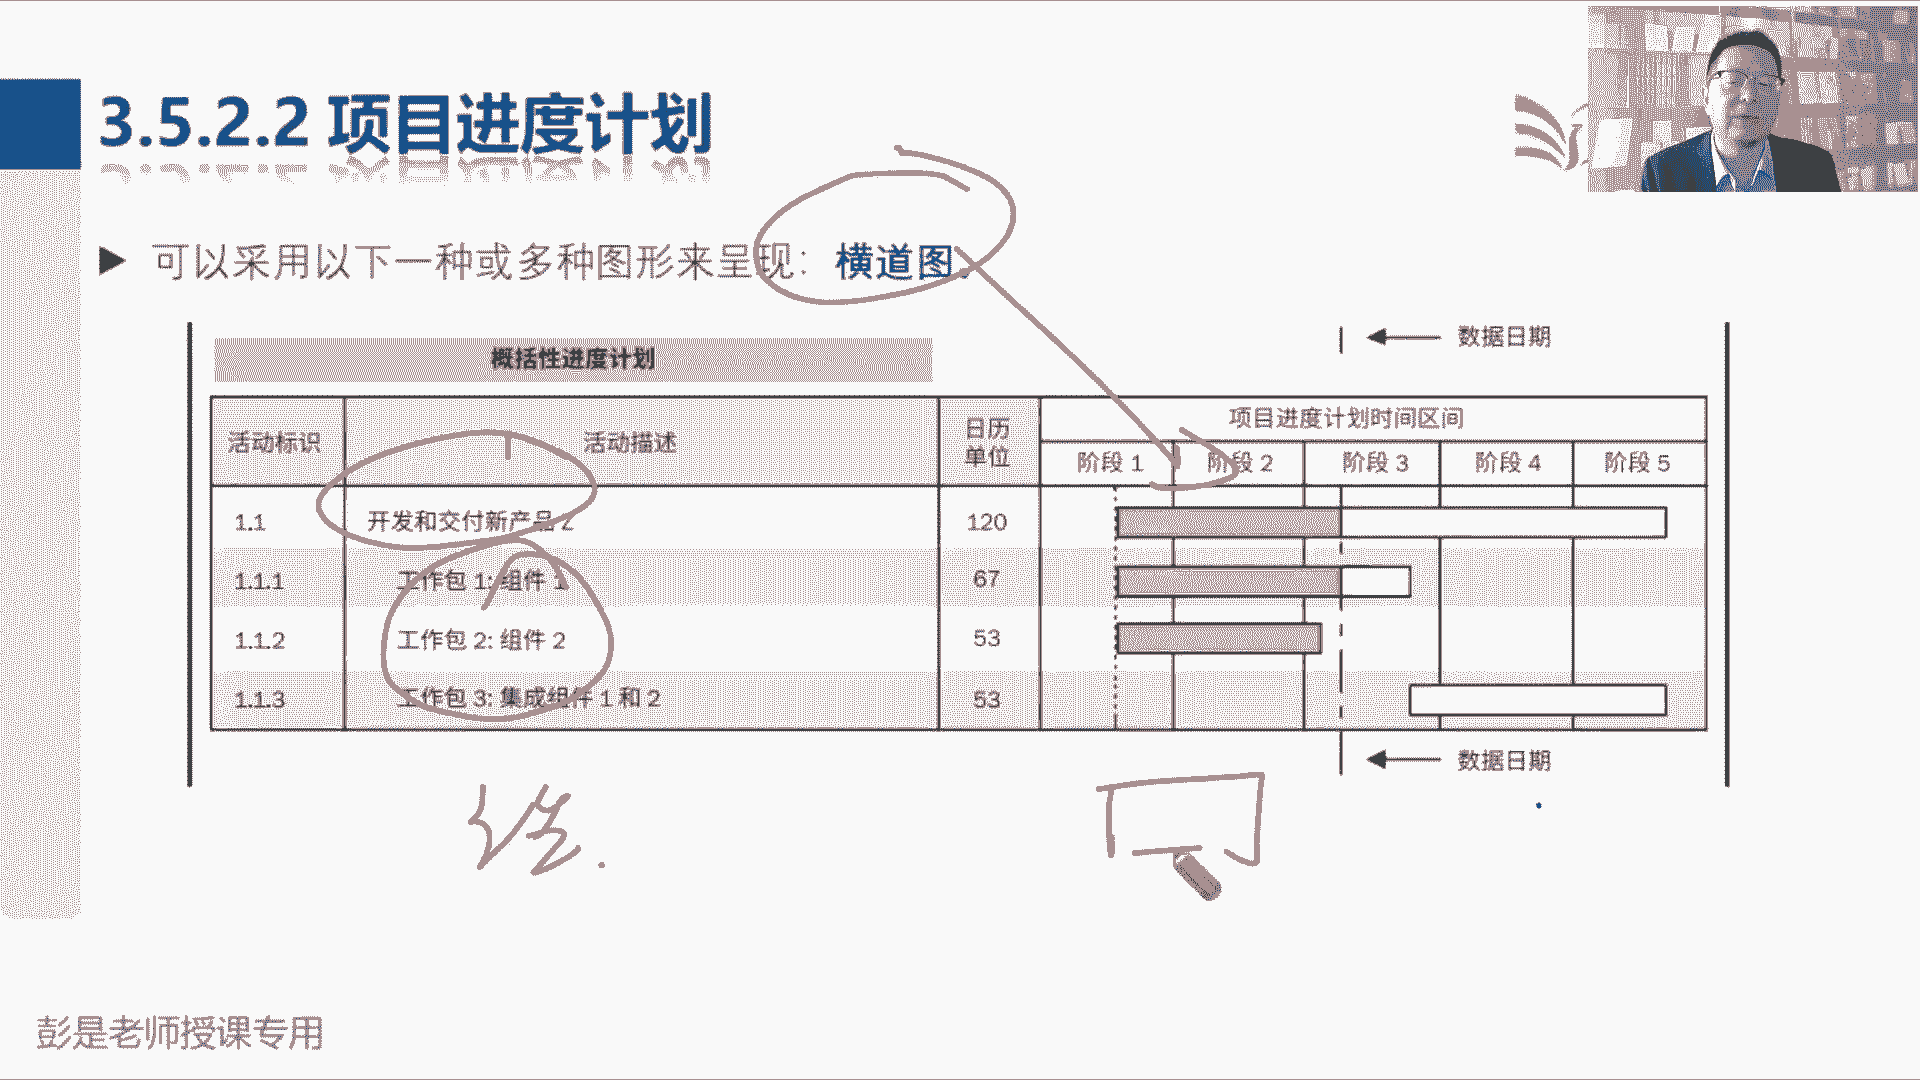 3.5.2.2 项目进度计划
可以采用以下一种或多种图形来呈现：横道图。
概括性进度计划
数据日期
活动标识 活动描述 日历单位 项目进度计划时间区间
阶段 1 阶段 2 阶段 3 阶段 4 阶段 5
1.1 开发和交付新产品 Z 120
1.1.1 工作包 1: 组件 1 67
1.1.2 工作包 2: 组件 2 53
1.1.3 工作包 3: 集成组件 1 和 2 53
数据日期
彭是老师授课专用